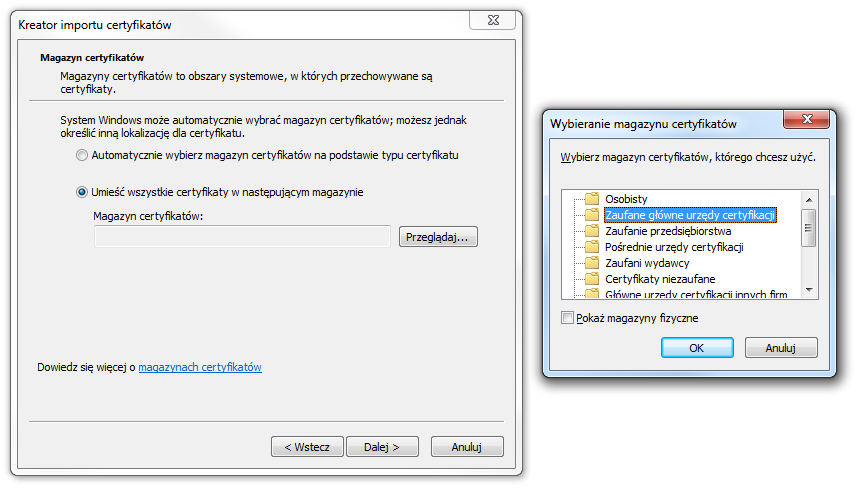 Kreator importu certyfikatów
Magazyn certyfikatów
Magazyny certyfikatów to obszary systemowe, w których przechowywane są
certyfikaty.
System Windows może automatycznie wybrać magazyn certyfikatów; możesz jednak
określić inną lokalizację dla certyfikatu.
Automatycznie wybierz magazyn certyfikatów na podstawie typu certyfikatu
Umieść wszystkie certyfikaty w następującym magazynie
Magazyn certyfikatów:
Przeglądaj...
Dowiedz się więcej o magazynach certyfikatów
< Wstecz
Dalej >
Anuluj
Wybieranie magazynu certyfikatów
Wybierz magazyn certyfikatów, którego chcesz użyć.
Osobisty
Zaufane główne urzędy certyfikacji
Zaufanie przedsiębiorstwa
Pośrednie urzędy certyfikacji
Zaufani wydawcy
Certyfikaty niezaufane
Główne urzędy certyfikacji innych firm
Pokaż magazyny fizyczne
OK
Anuluj